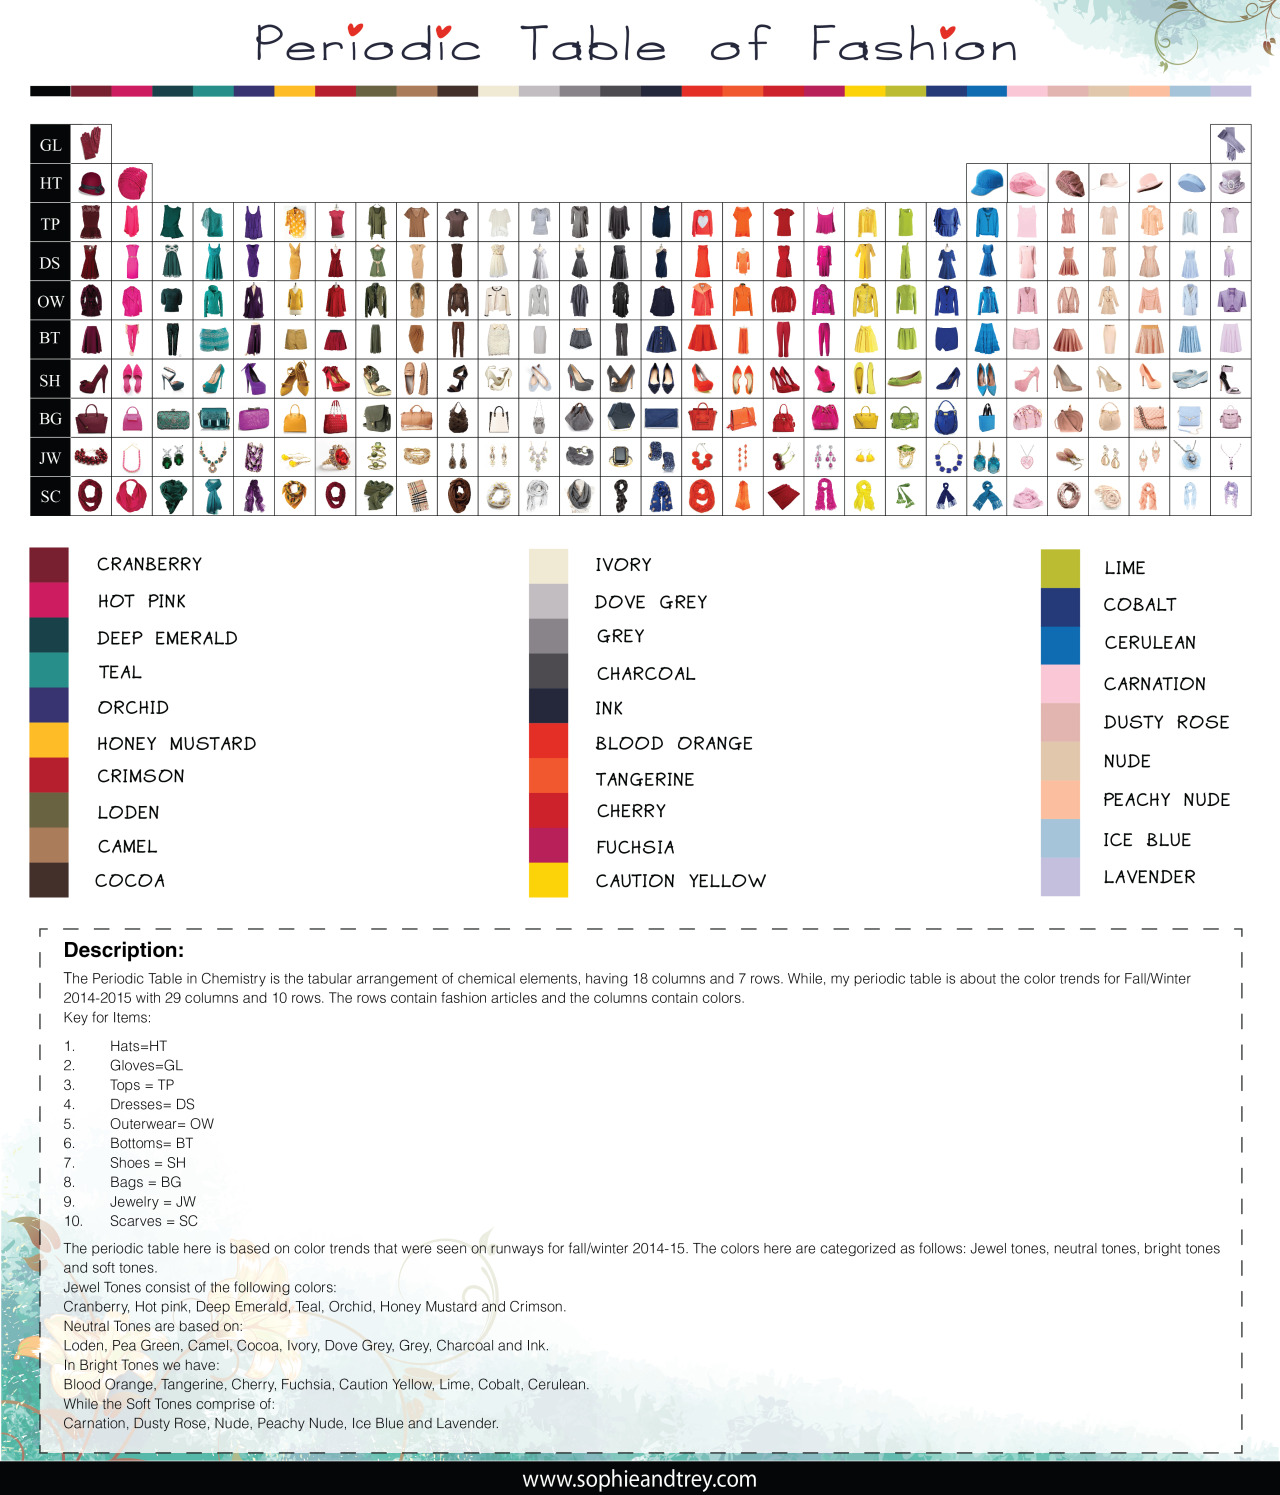 Periodic Table of Fashion
GL
HT
TP
DS
OW
BT
SH
BG
JW
SC
CRANBERRY
HOT PINK
DEEP EMERALD
TEAL
ORCHID
HONEY MUSTARD
CRIMSON
LODEN
CAMEL
COCOA
IVORY
DOVE GREY
GREY
CHARCOAL
INK
BLOOD ORANGE
TANGERINE
CHERRY
FUCHSIA
CAUTION YELLOW
LIME
COBALT
CERULEAN
CARNATION
DUSTY ROSE
NUDE
PEACHY NUDE
ICE BLUE
LAVENDER
Description:
The Periodic Table in Chemistry is the tabular arrangement of chemical elements, having 18 columns and 7 rows. While, my periodic table is about the color trends for Fall/Winter
2014-2015 with 29 columns and 10 rows. The rows contain fashion articles and the columns contain colors.
Key for Items:
1. Hats=HT
2. Gloves=GL
3. Tops = TP
4. Dresses= DS
5. Outerwear= OW
6. Bottoms= BT
7. Shoes = SH
8. Bags = BG
9. Jewelry = JW
10. Scarves = SC
The periodic table here is based on color trends that were seen on runways for fall/winter 2014-15. The colors here are categorized as follows: Jewel tones, neutral tones, bright tones
and soft tones.
Jewel Tones consist of the following colors:
Cranberry, Hot pink, Deep Emerald, Teal, Orchid, Honey Mustard and Crimson.
Neutral Tones are based on:
Loden, Pea Green, Camel, Cocoa, Ivory, Dove Grey, Grey, Charcoal and Ink.
In Bright Tones we have:
Blood Orange, Tangerine, Cherry, Fuchsia, Caution Yellow, Lime, Cobalt, Cerulean.
While the Soft Tones comprise of:
Carnation, Dusty Rose, Nude, Peachy Nude, Ice Blue and Lavender.
www.sophieandtrey.com